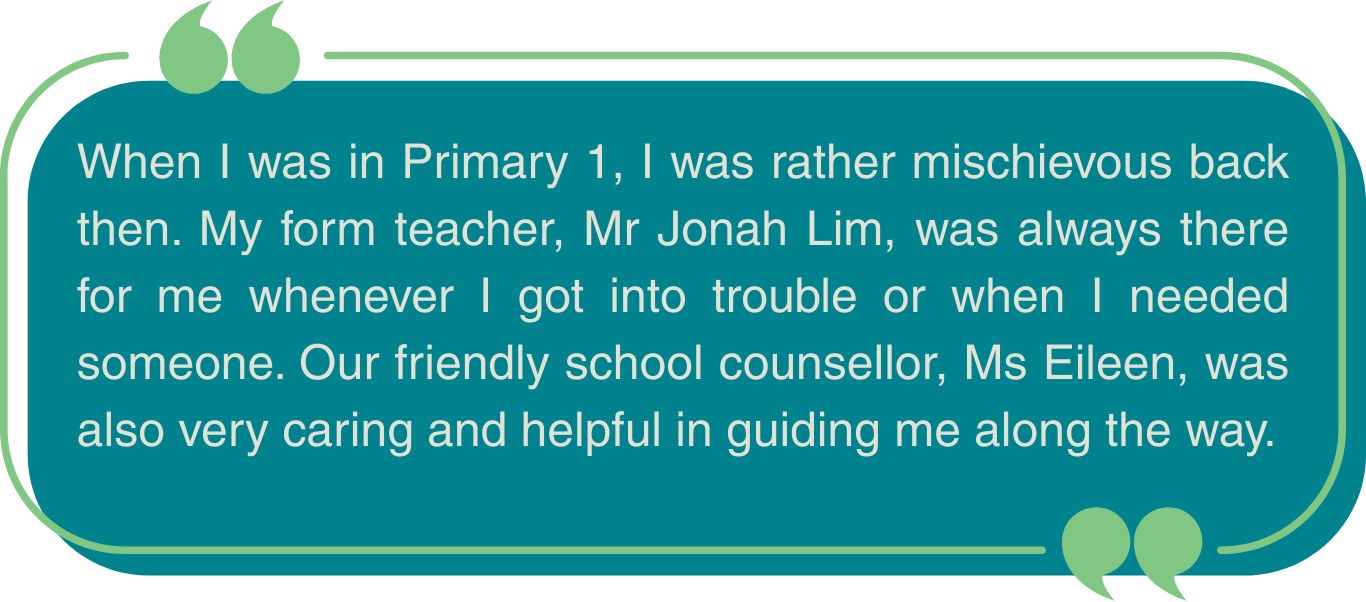 When I was in Primary 1, I was rather mischievous back
then. My form teacher, Mr Jonah Lim, was always there
for me whenever I got into trouble or when I needed
someone. Our friendly school counsellor, Ms Eileen, was
also very caring and helpful in guiding me along the way.